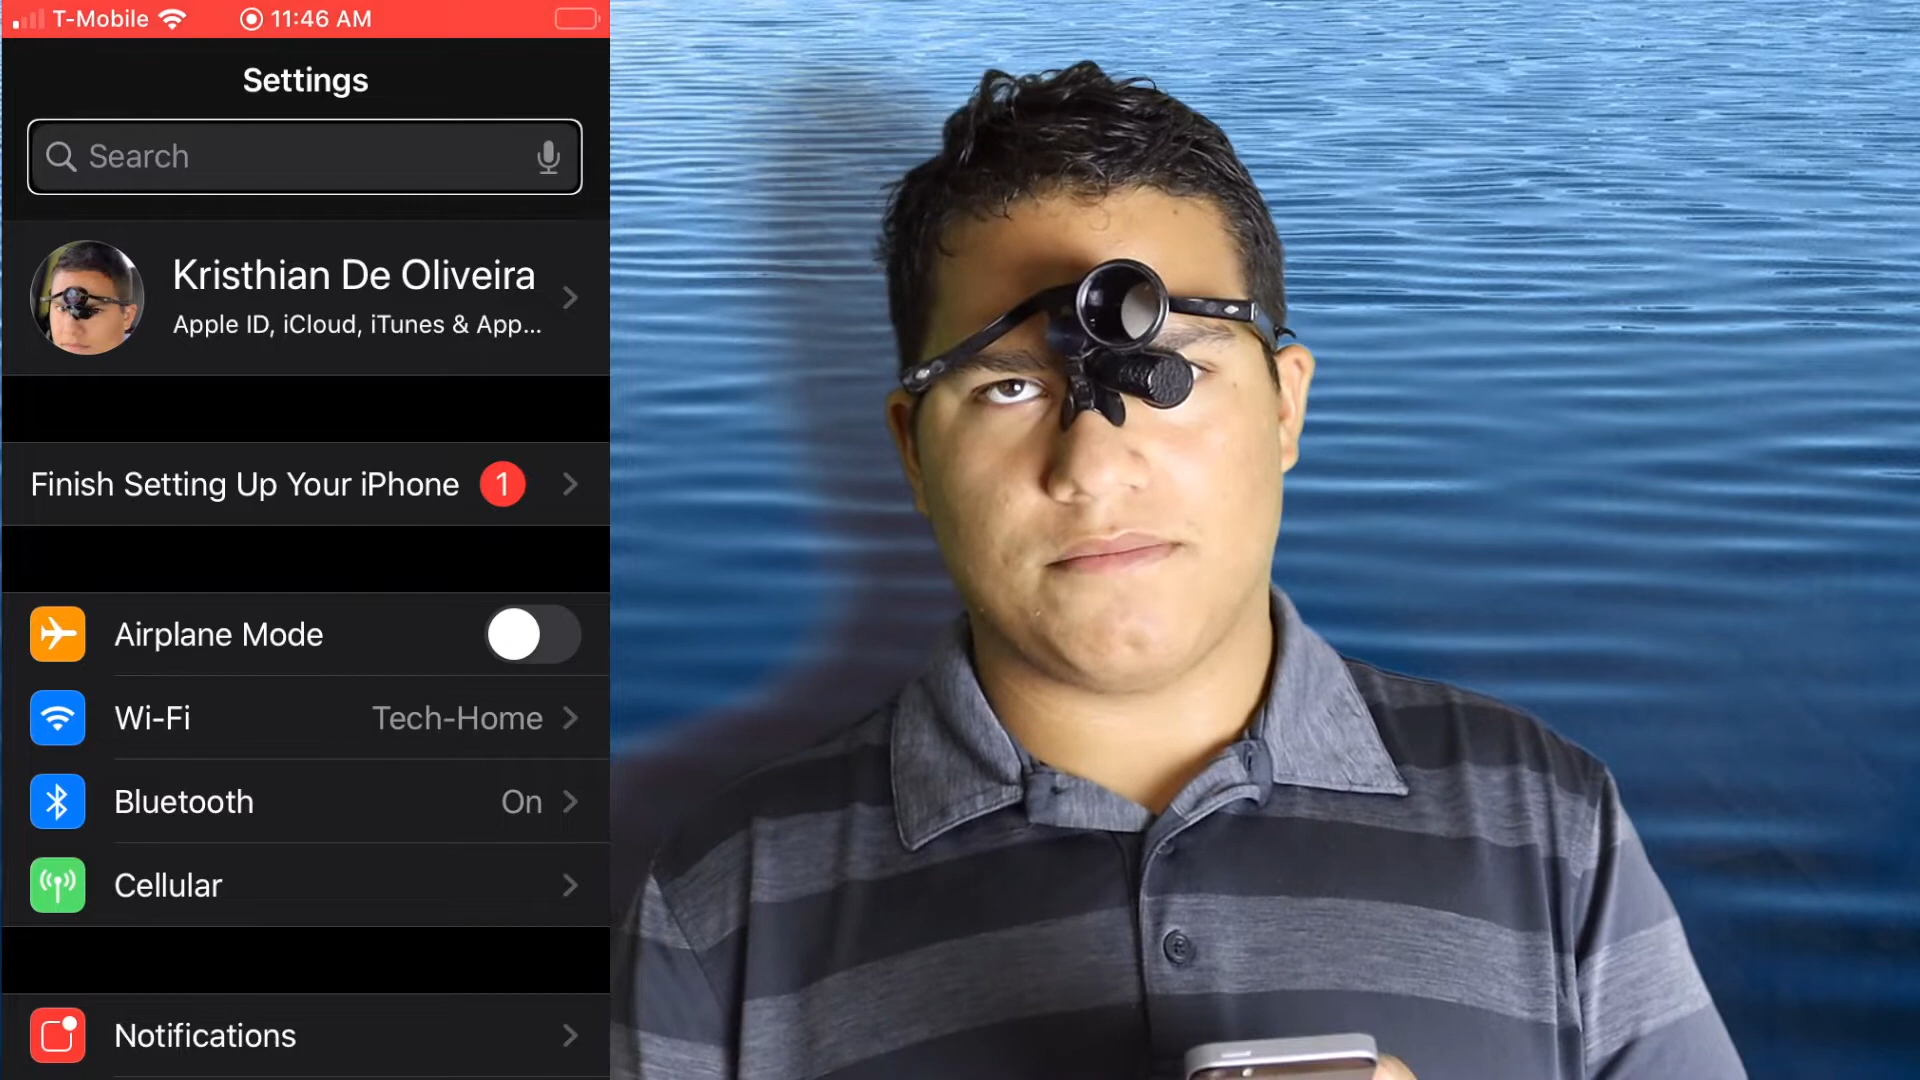 T-Mobile 11:46 AM
Settings
Search
Kristhian De Oliveira
Apple ID, iCloud, iTunes & App...
Finish Setting Up Your iPhone 1
Airplane Mode
Wi-Fi Tech-Home
Bluetooth On
Cellular
Notifications